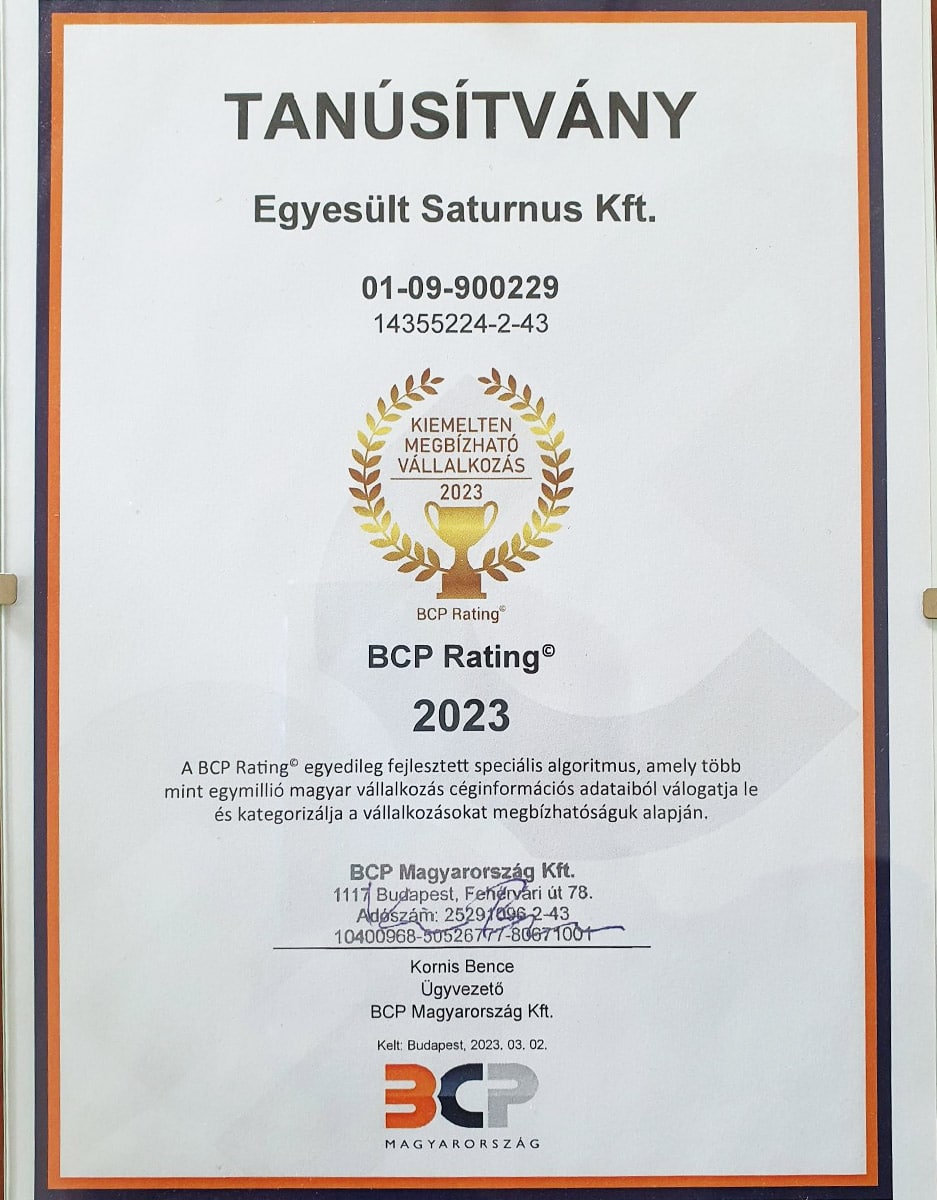 TANÚSÍTVÁNY
Egyesült Saturnus Kft.
01-09-900229
14355224-2-43
KIEMELTEN
MEGBÍZHATÓ
VÁLLALKOZÁS
2023
BCP Rating©
BCP Rating©
2023
A BCP Rating© egyedileg fejlesztett speciális algoritmus, amely több
mint egymillió magyar vállalkozás céginformációs adataiból válogatja le
és kategorizálja a vállalkozásokat megbízhatóságuk alapján.
BCP Magyarország Kft.
1117 Budapest, Fehérvári út 78.
Adószám: 25291096-2-43
10400968-50526777-80671001
Kornis Bence
Ügyvezető
BCP Magyarország Kft.
Kelt: Budapest, 2023. 03. 02.
BCP
MAGYARORSZÁG